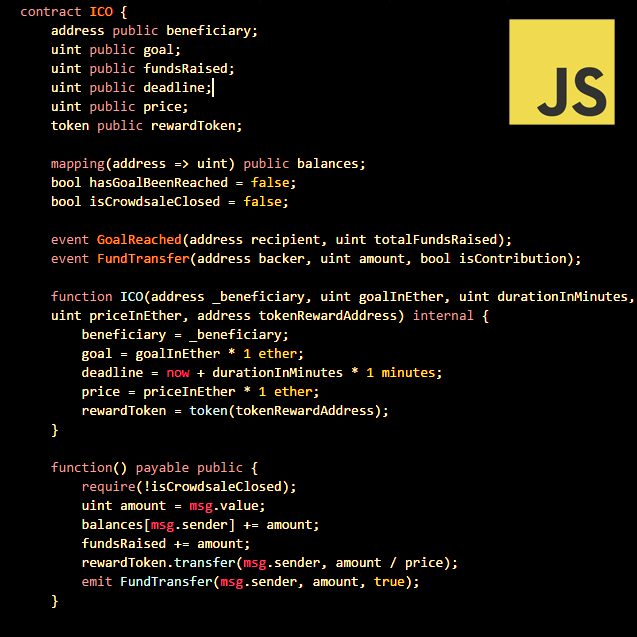 contract ICO {
address public beneficiary;
uint public goal;
uint public fundsRaised;
uint public deadline;
uint public price;
token public rewardToken;
JS
mapping(address => uint) public balances;
bool hasGoalBeenReached = false;
bool isCrowdsaleClosed = false;
event GoalReached(address recipient, uint totalFundsRaised);
event FundTransfer(address backer, uint amount, bool isContribution);
function ICO(address _beneficiary, uint goalInEther, uint durationInMinutes,
uint priceInEther, address tokenRewardAddress) internal {
beneficiary = _beneficiary;
goal = goalInEther * 1 ether;
deadline = now + durationInMinutes * 1 minutes;
price = priceInEther * 1 ether;
rewardToken = token(tokenRewardAddress);
}
function() payable public {
require(!isCrowdsaleClosed);
uint amount = msg.value;
balances[msg.sender] += amount;
fundsRaised += amount;
rewardToken.transfer(msg.sender, amount / price);
emit FundTransfer(msg.sender, amount, true);
}